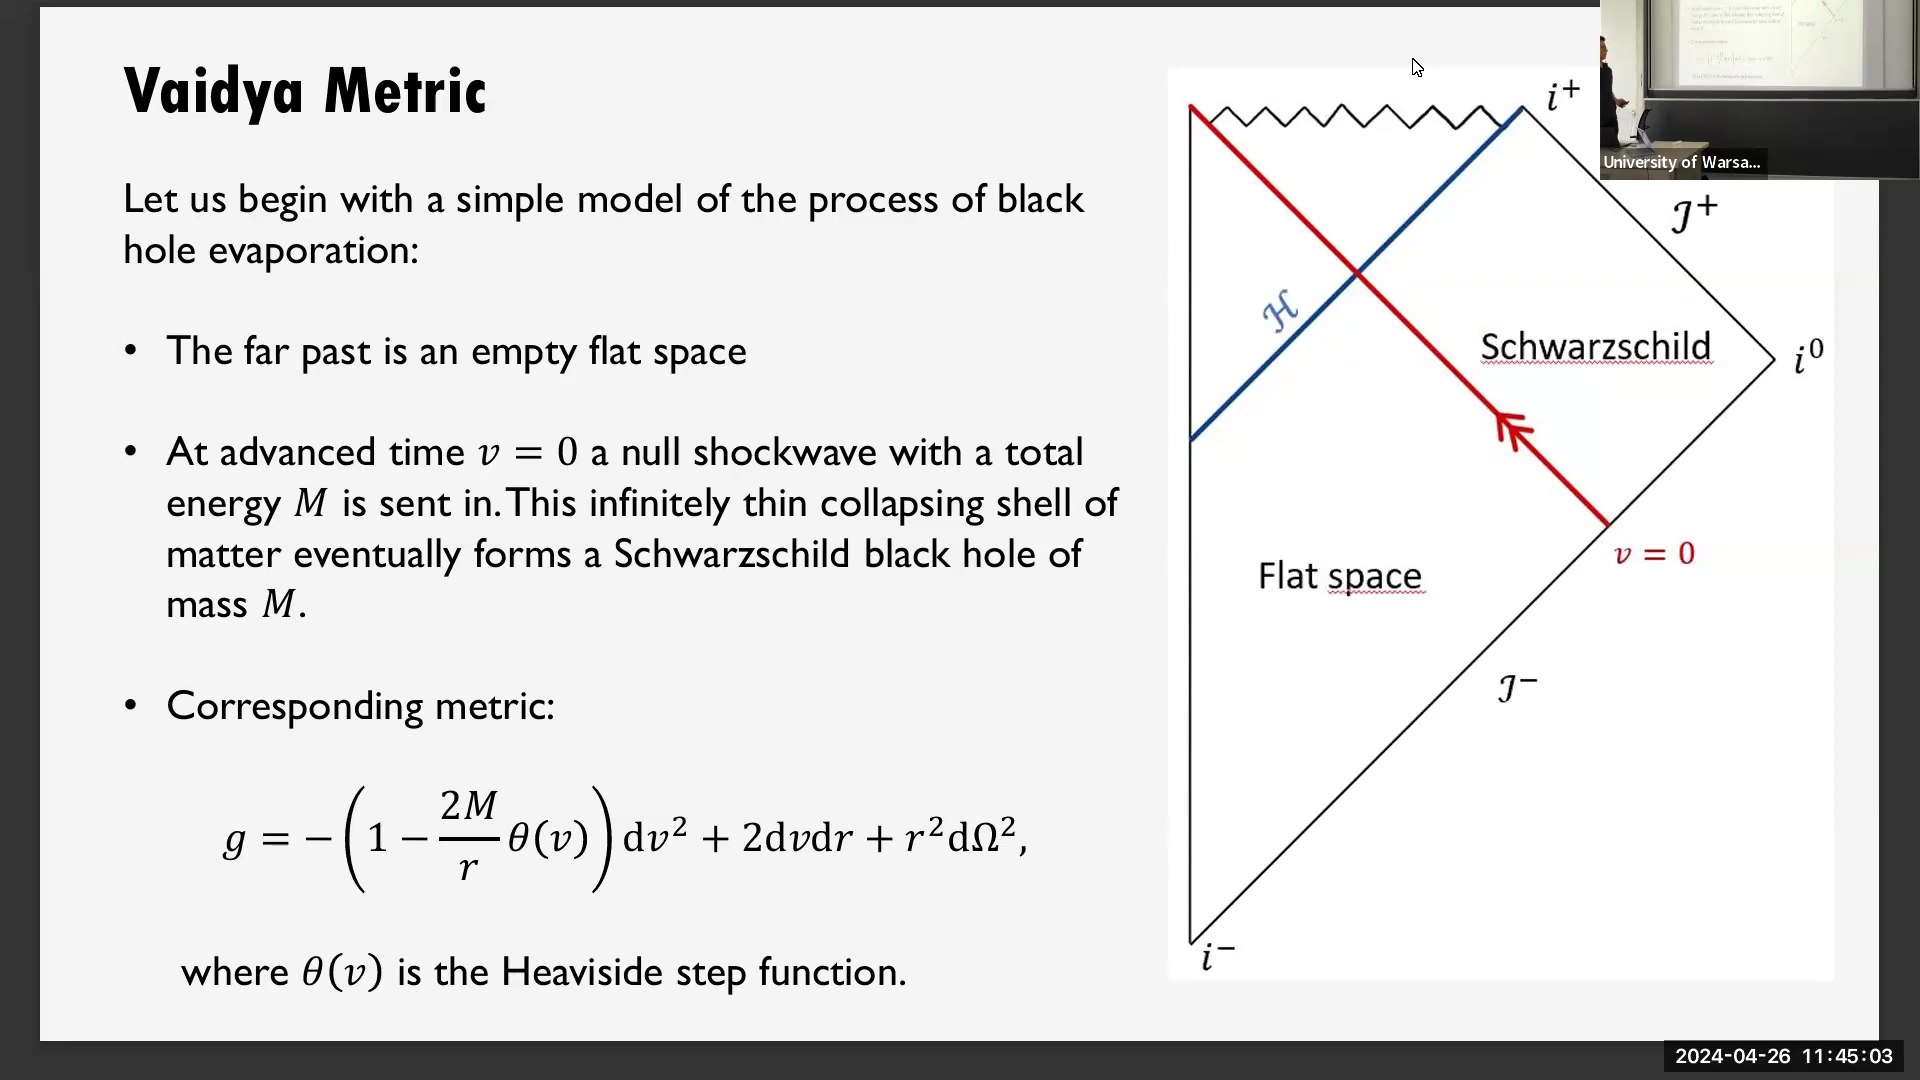 Vaidya Metric
Let us begin with a simple model of the process of black
hole evaporation:
• The far past is an empty flat space
• At advanced time v = 0 a null shockwave with a total
energy M is sent in. This infinitely thin collapsing shell of
matter eventually forms a Schwarzschild black hole of
mass M.
• Corresponding metric:
g = −(1 − 2M/r θ(v)) dv² + 2dvdr + r²dΩ²,
where θ(v) is the Heaviside step function.
i⁺
𝒥⁺
ℋ
Schwarzschild
i⁰
v = 0
Flat space
𝒥⁻
i⁻
University of Warsa...
2024-04-26 11:45:03